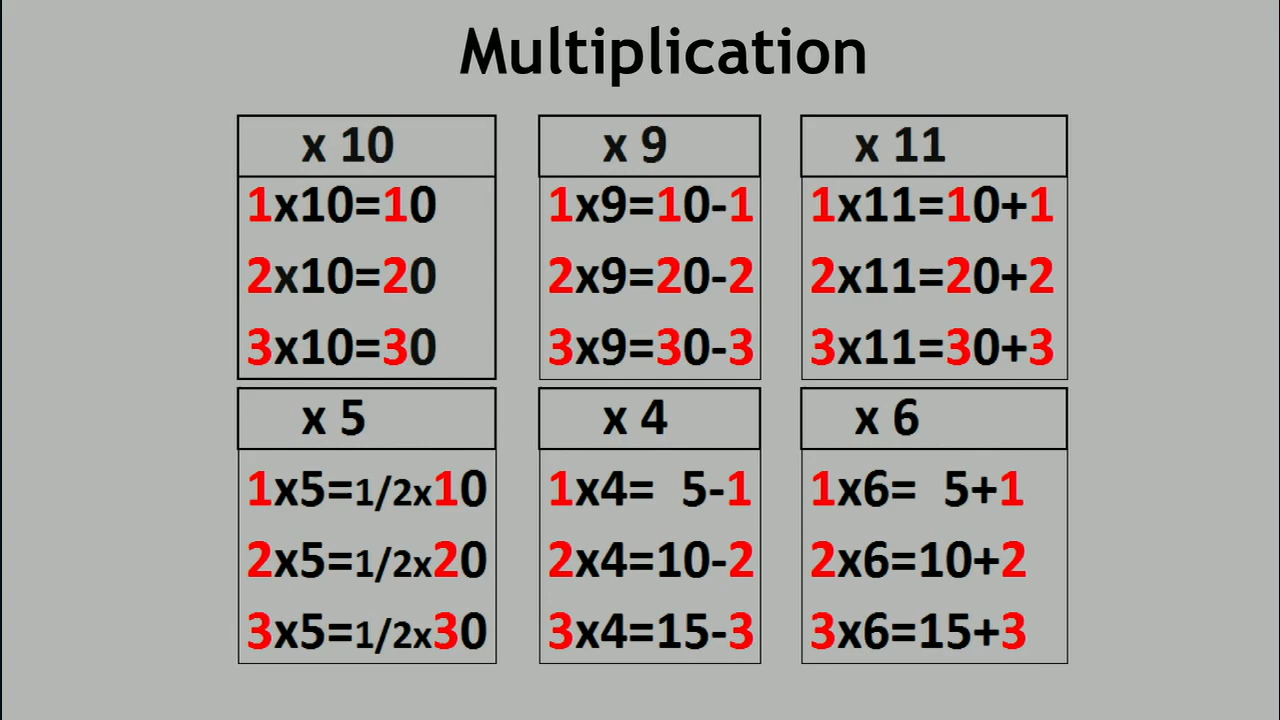 Multiplication
x 10
1x10=10
2x10=20
3x10=30
x 9
1x9=10-1
2x9=20-2
3x9=30-3
x 11
1x11=10+1
2x11=20+2
3x11=30+3
x 5
1x5=1/2x10
2x5=1/2x20
3x5=1/2x30
x 4
1x4= 5-1
2x4=10-2
3x4=15-3
x 6
1x6= 5+1
2x6=10+2
3x6=15+3